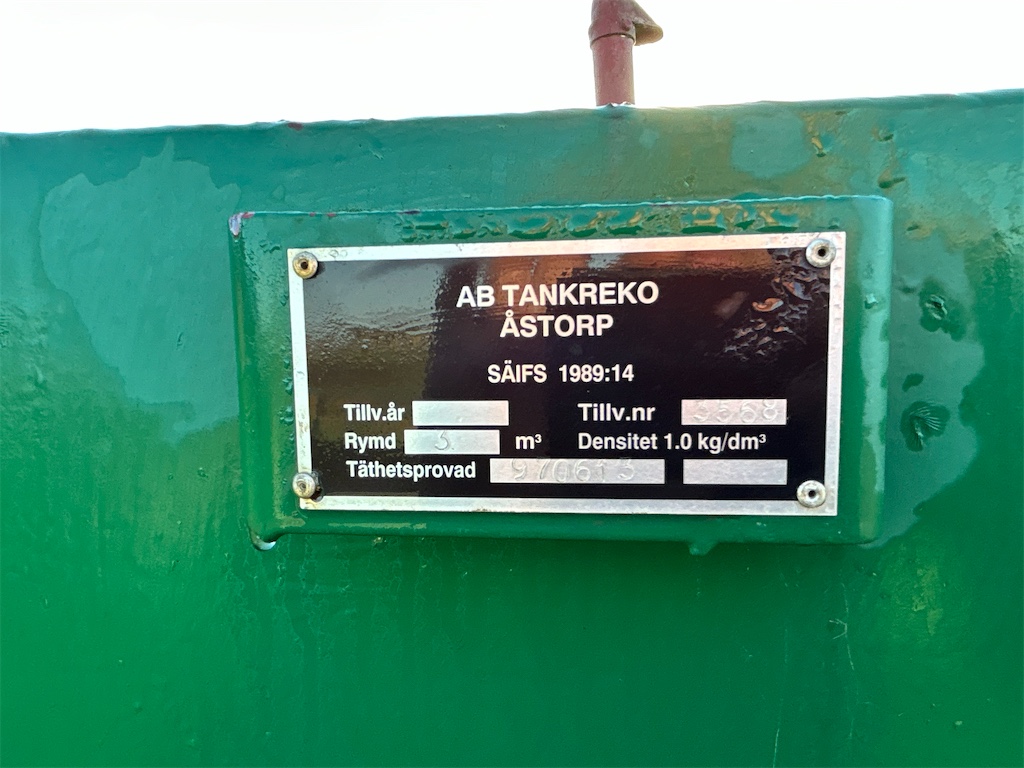 AB TANKREKO
ÅSTORP
SÄIFS 1989:14
Tillv.år Tillv.nr 3568
Rymd 5 m³ Densitet 1.0 kg/dm³
Täthetsprovad 970613